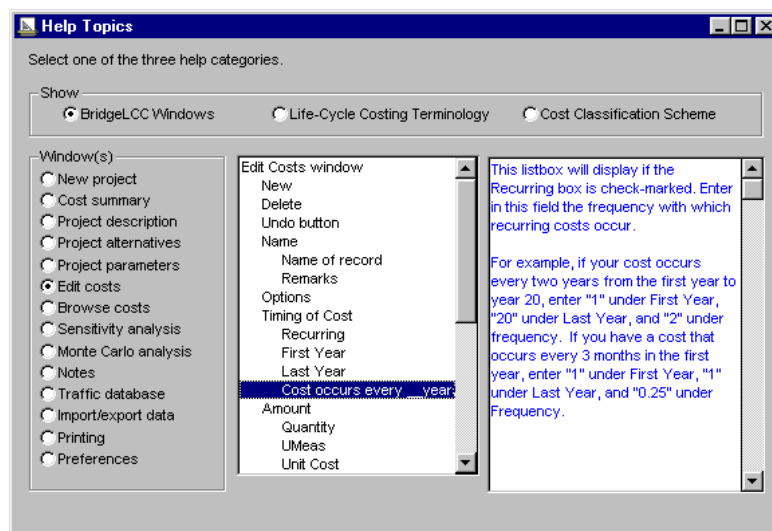 Help Topics
Select one of the three help categories.
Show
BridgeLCC Windows
Life-Cycle Costing Terminology
Cost Classification Scheme
Window(s)
New project
Cost summary
Project description
Project alternatives
Project parameters
Edit costs
Browse costs
Sensitivity analysis
Monte Carlo analysis
Notes
Traffic database
Import/export data
Printing
Preferences
Edit Costs window
New
Delete
Undo button
Name
Name of record
Remarks
Options
Timing of Cost
Recurring
First Year
Last Year
Cost occurs every __year
Amount
Quantity
UMeas
Unit Cost
This listbox will display if the
Recurring box is check-marked. Enter
in this field the frequency with which
recurring costs occur.
For example, if your cost occurs
every two years from the first year to
year 20, enter "1" under First Year,
"20" under Last Year, and "2" under
frequency. If you have a cost that
occurs every 3 months in the first
year, enter "1" under First Year, "1"
under Last Year, and "0.25" under
Frequency.